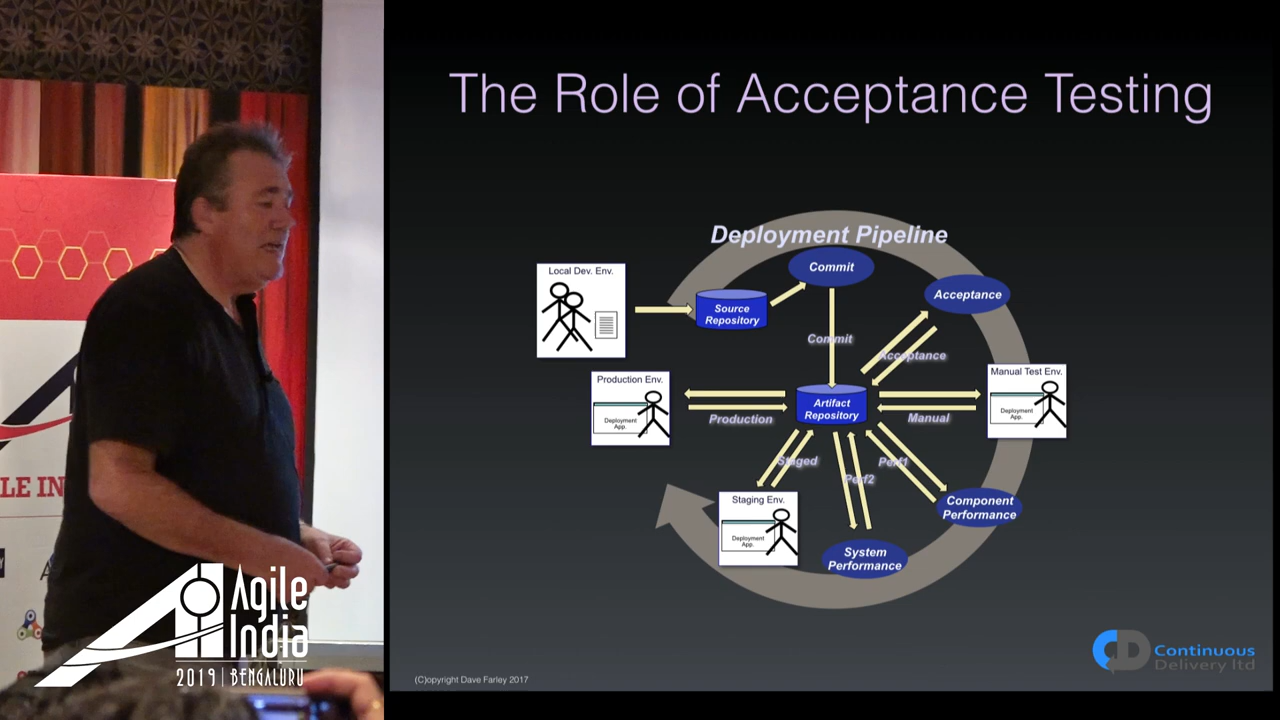 The Role of Acceptance Testing
Deployment Pipeline
Local Dev. Env.
Source
Repository
Commit
Commit
Acceptance
Acceptance
Production Env.
Deployment
App.
Production
Artifact
Repository
Manual
Manual Test Env.
Deployment
App.
Staged
Perf1
Perf2
Staging Env.
Deployment
App.
System
Performance
Component
Performance
LE IN
Agile
India
2019 | BENGALURU
(C)opyright Dave Farley 2017
Continuous
Delivery ltd